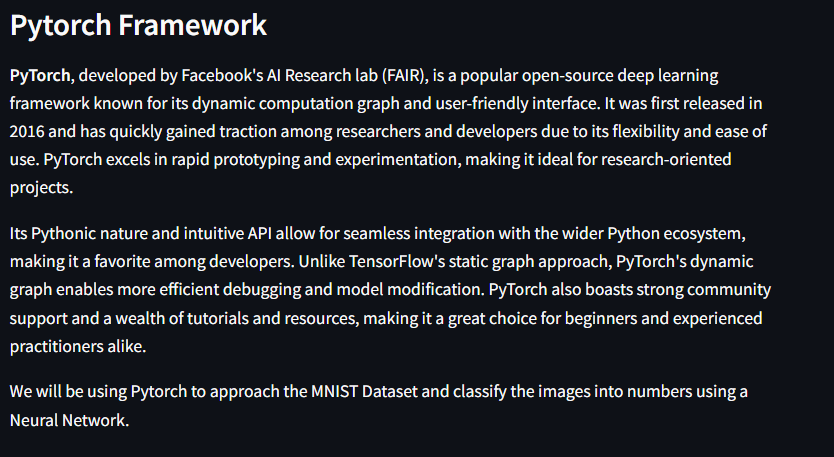 Pytorch Framework
PyTorch, developed by Facebook's AI Research lab (FAIR), is a popular open-source deep learning
framework known for its dynamic computation graph and user-friendly interface. It was first released in
2016 and has quickly gained traction among researchers and developers due to its flexibility and ease of
use. PyTorch excels in rapid prototyping and experimentation, making it ideal for research-oriented
projects.
Its Pythonic nature and intuitive API allow for seamless integration with the wider Python ecosystem,
making it a favorite among developers. Unlike TensorFlow's static graph approach, PyTorch's dynamic
graph enables more efficient debugging and model modification. PyTorch also boasts strong community
support and a wealth of tutorials and resources, making it a great choice for beginners and experienced
practitioners alike.
We will be using Pytorch to approach the MNIST Dataset and classify the images into numbers using a
Neural Network.